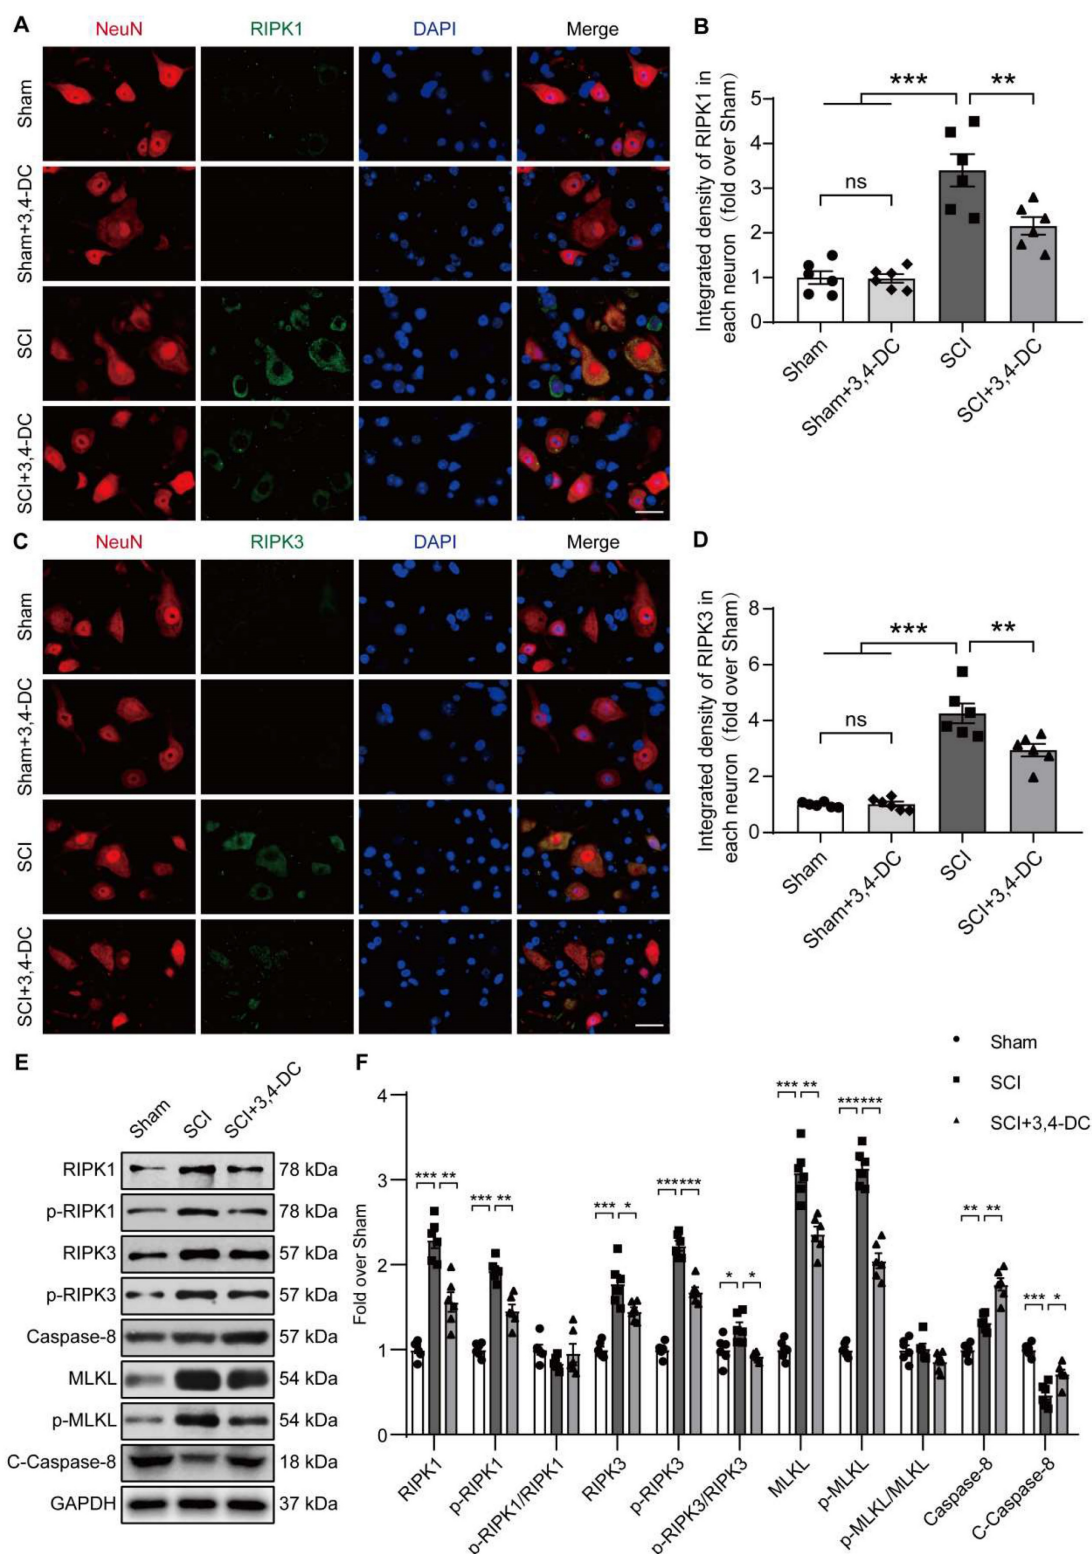 A
NeuN RIPK1 DAPI Merge
Sham
Sham+3,4-DC
SCI
SCI+3,4-DC
B
Integrated density of RIPK1 in
each neuron（fold over Sham）
5
4
3
2
1
0
***
**
ns
Sham
Sham+3,4-DC
SCI
SCI+3,4-DC
C
NeuN RIPK3 DAPI Merge
Sham
Sham+3,4-DC
SCI
SCI+3,4-DC
D
Integrated density of RIPK3 in
each neuron（fold over Sham）
8
6
4
2
0
***
**
ns
Sham
Sham+3,4-DC
SCI
SCI+3,4-DC
E
Sham SCI SCI+3,4-DC
RIPK1 78 kDa
p-RIPK1 78 kDa
RIPK3 57 kDa
p-RIPK3 57 kDa
Caspase-8 57 kDa
MLKL 54 kDa
p-MLKL 54 kDa
C-Caspase-8 18 kDa
GAPDH 37 kDa
F
Sham
SCI
SCI+3,4-DC
Fold over Sham
4
3
2
1
0
*** **
*** **
*** *
*** ***
* *
*** **
*** ***
** **
*** *
RIPK1
p-RIPK1
p-RIPK1/RIPK1
RIPK3
p-RIPK3
p-RIPK3/RIPK3
MLKL
p-MLKL
p-MLKL/MLKL
Caspase-8
C-Caspase-8